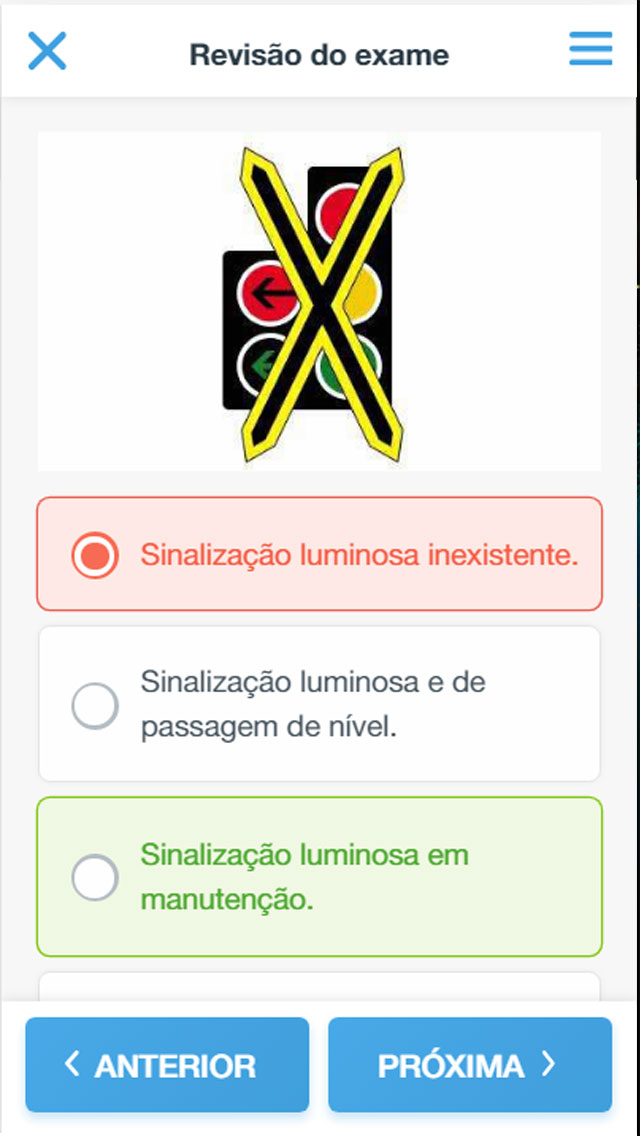 Revisão do exame
Sinalização luminosa inexistente.
Sinalização luminosa e de
passagem de nível.
Sinalização luminosa em
manutenção.
ANTERIOR
PRÓXIMA